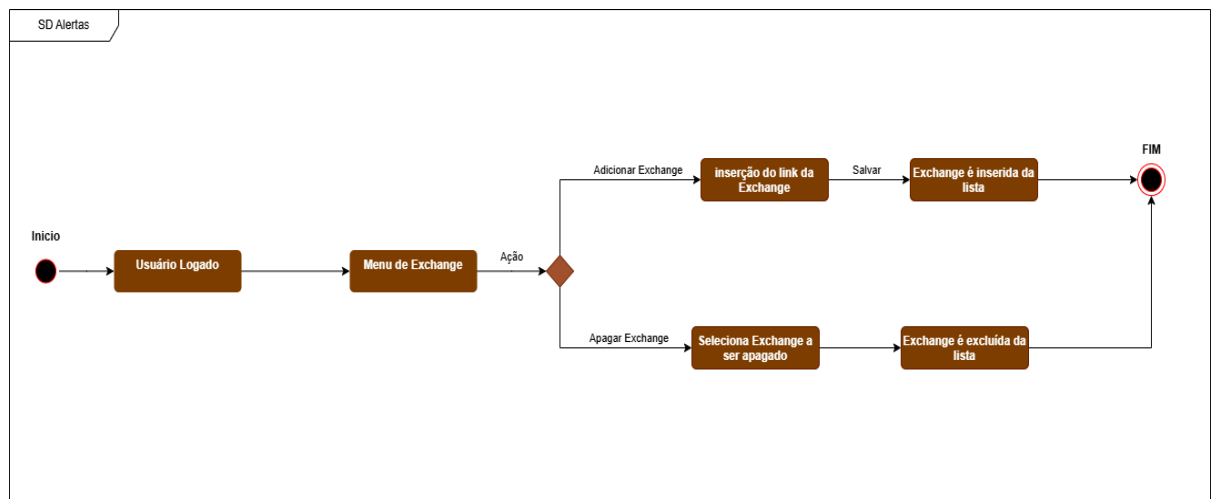 SD Alertas
Inicio
Usuário Logado
Menu de Exchange
Ação
Adicionar Exchange
inserção do link da
Exchange
Salvar
Exchange é inserida da
lista
FIM
Apagar Exchange
Seleciona Exchange a
ser apagado
Exchange é excluída da
lista